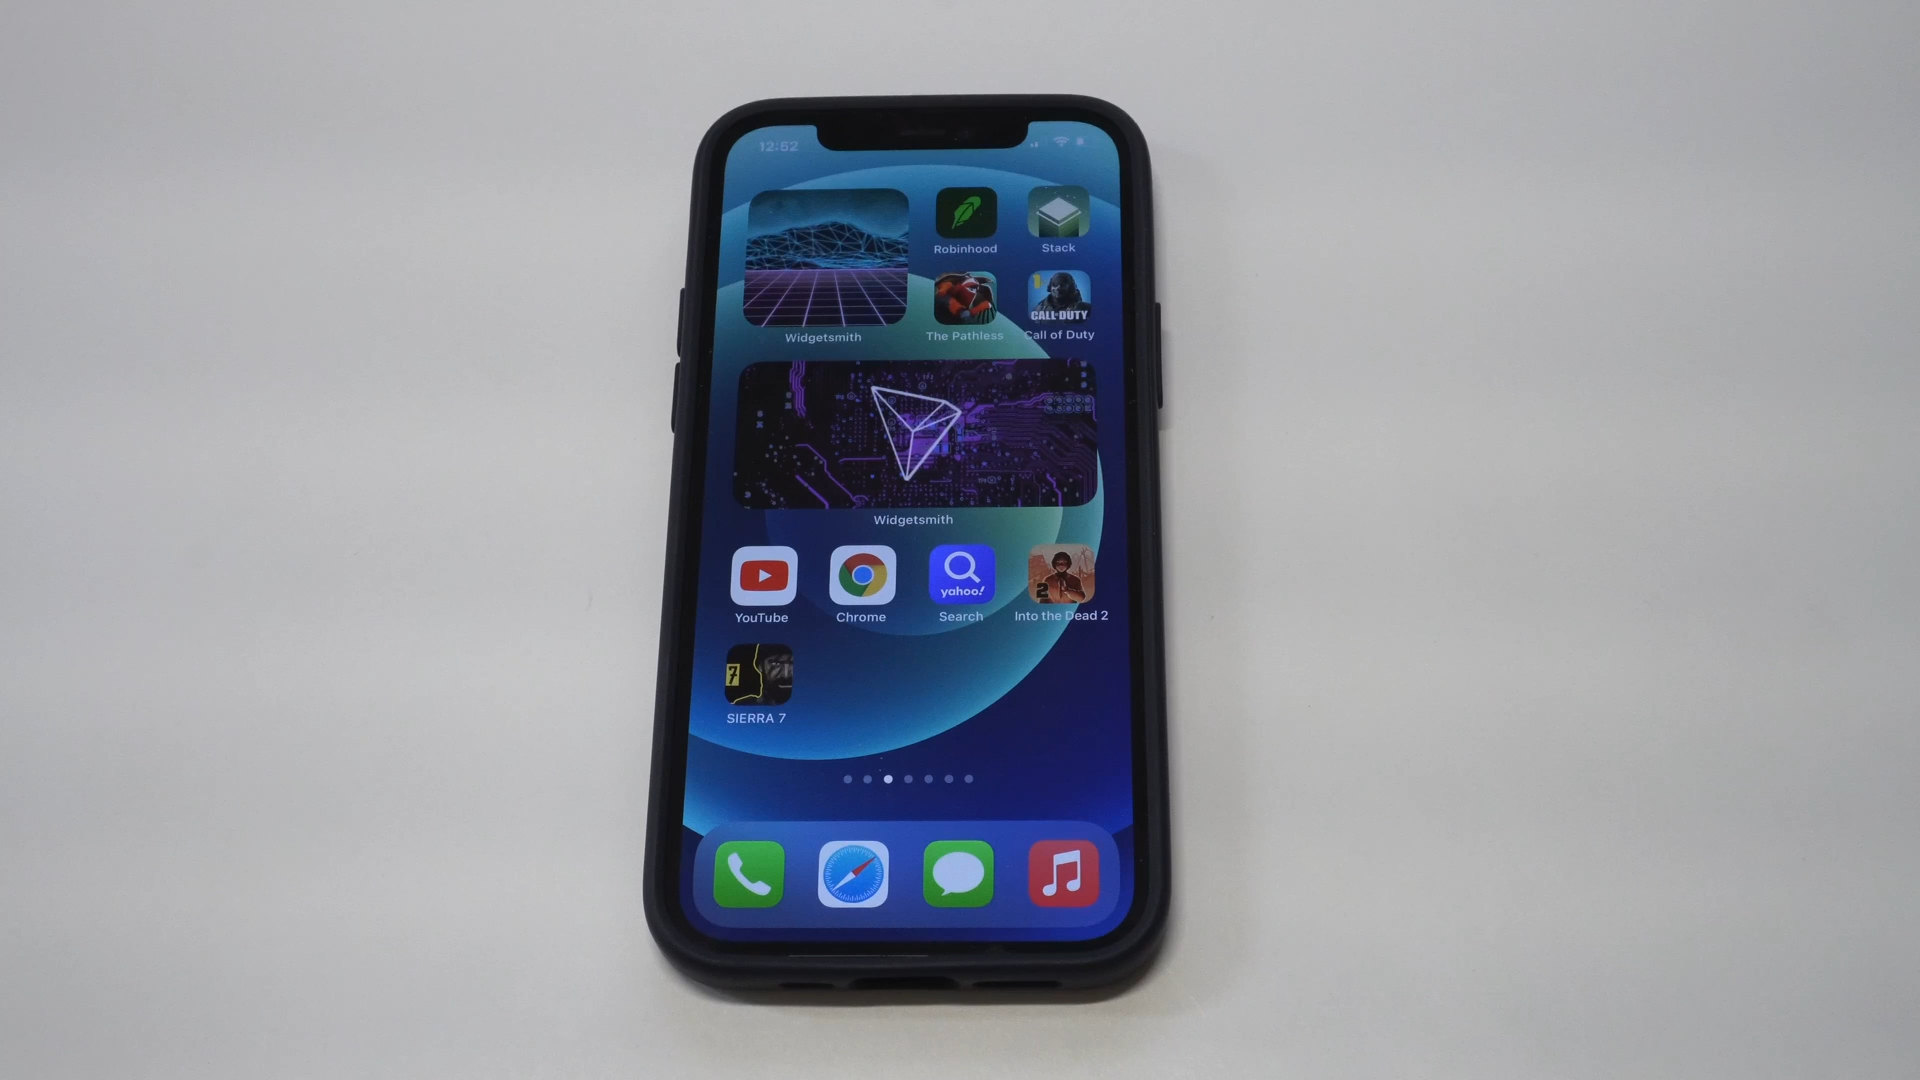 12:52
Robinhood
Stack
CALL OF DUTY
Widgetsmith
The Pathless
Call of Duty
Widgetsmith
yahoo!
2
YouTube
Chrome
Search
Into the Dead 2
7
SIERRA 7